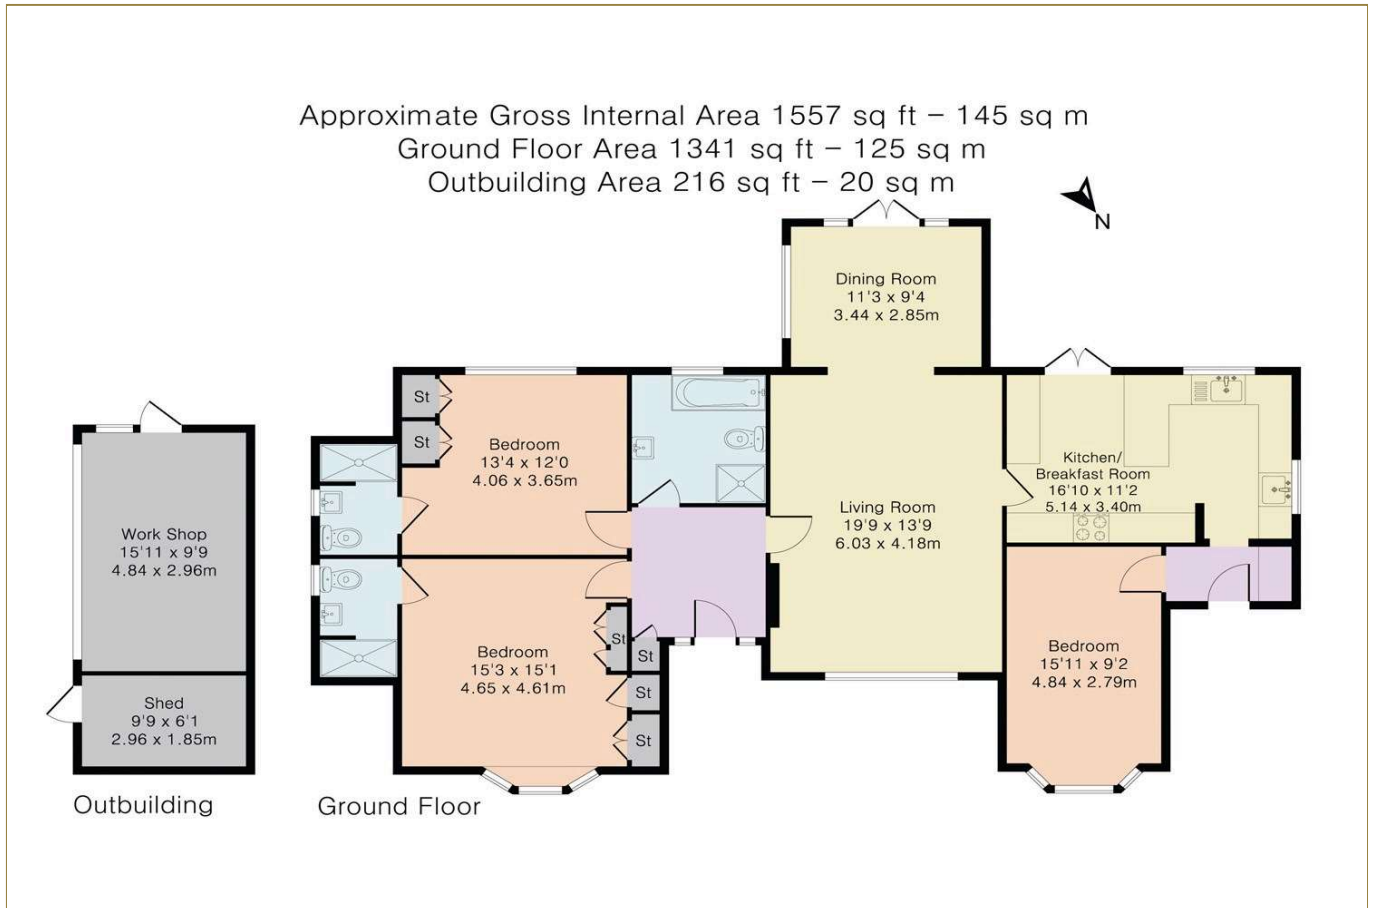 Approximate Gross Internal Area 1557 sq ft – 145 sq m
Ground Floor Area 1341 sq ft – 125 sq m
Outbuilding Area 216 sq ft – 20 sq m
N
Dining Room
11'3 x 9'4
3.44 x 2.85m
St
St
Bedroom
13'4 x 12'0
4.06 x 3.65m
Kitchen/
Breakfast Room
16'10 x 11'2
5.14 x 3.40m
Living Room
19'9 x 13'9
6.03 x 4.18m
Work Shop
15'11 x 9'9
4.84 x 2.96m
Bedroom
15'3 x 15'1
4.65 x 4.61m
St
St
St
St
Bedroom
15'11 x 9'2
4.84 x 2.79m
Shed
9'9 x 6'1
2.96 x 1.85m
Outbuilding
Ground Floor